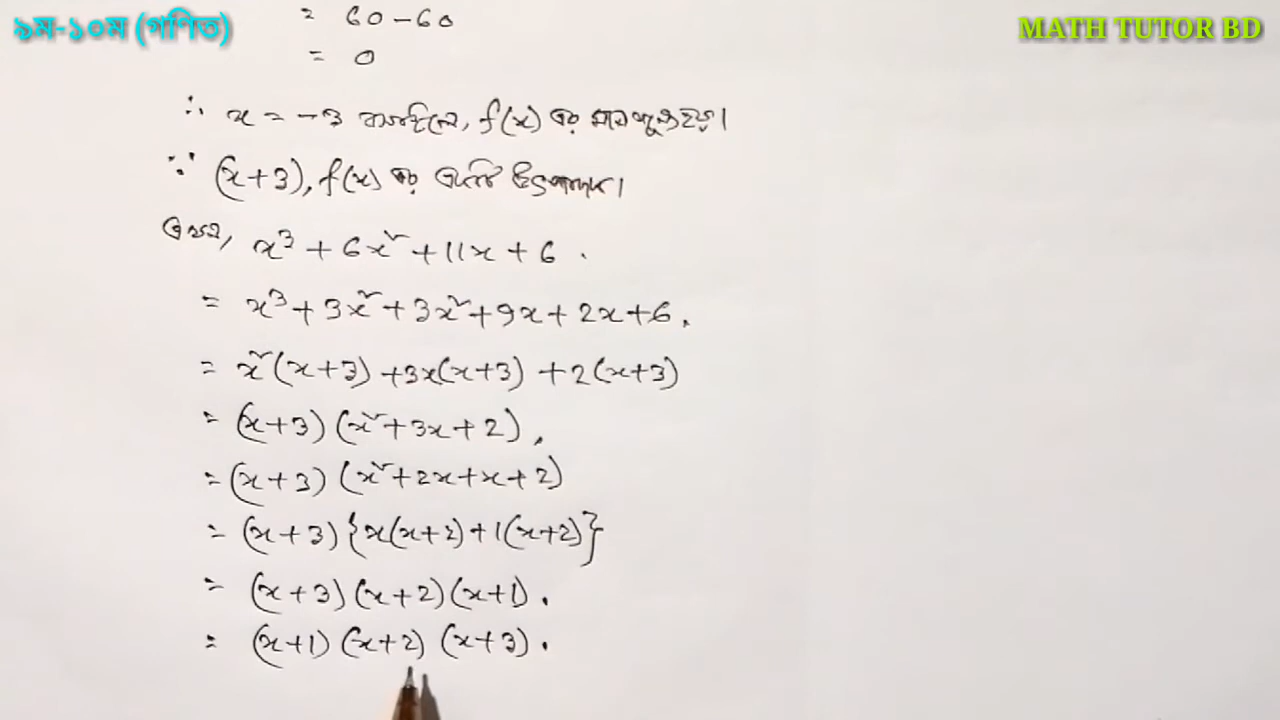 ৯ম-১০ম (গণিত)
MATH TUTOR BD
= 60 - 60
= 0
∴ x = -3 বসাইলে, f(x) এর মান শূন্য হয়।
∵ (x+3), f(x) এর একটি উৎপাদক।
এখন, x³ + 6x² + 11x + 6 .
= x³ + 3x² + 3x² + 9x + 2x + 6 .
= x²(x+3) + 3x(x+3) + 2(x+3)
= (x+3) (x² + 3x + 2) ,
= (x+3) (x² + 2x + x + 2)
= (x+3) {x(x+2) + 1(x+2)}
= (x+3) (x+2) (x+1) .
= (x+1) (x+2) (x+3) .